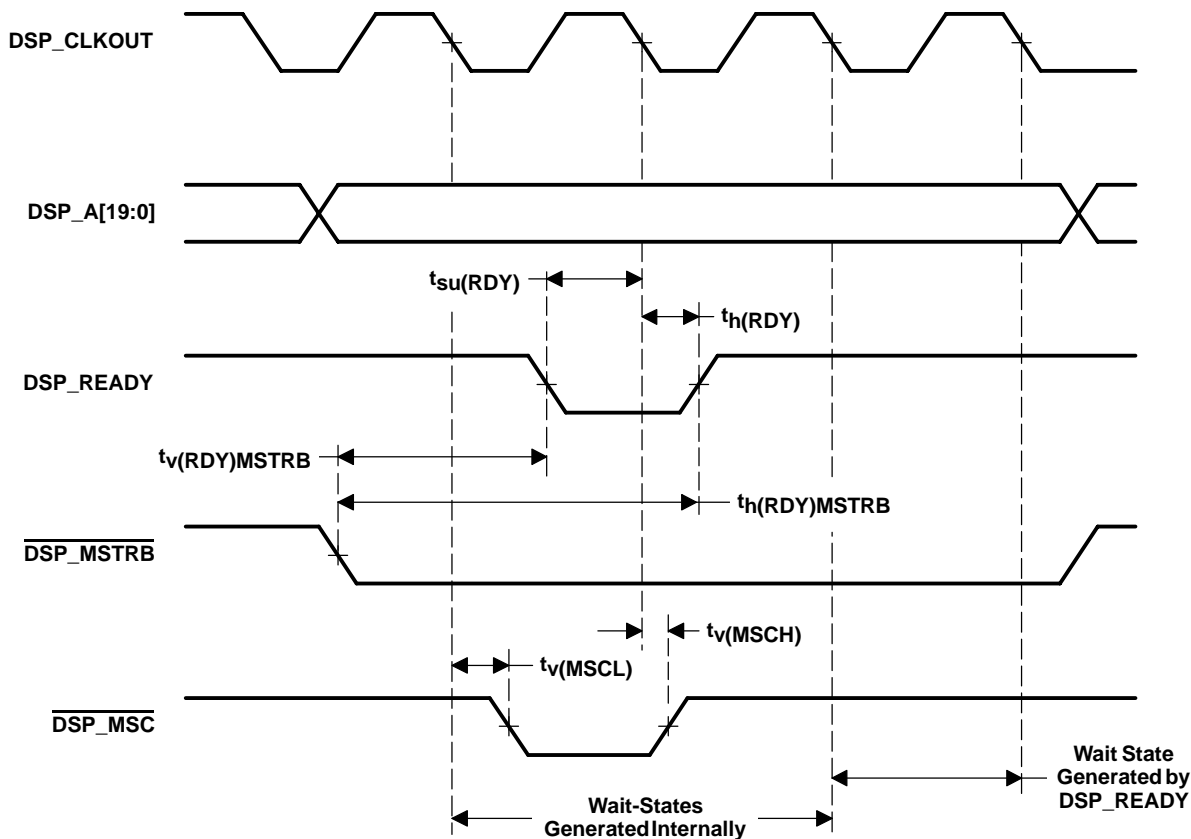 DSP_CLKOUT
DSP_A[19:0]
tsu(RDY)
th(RDY)
DSP_READY
tv(RDY)MSTRB
th(RDY)MSTRB
DSP_MSTRB
tv(MSCH)
tv(MSCL)
DSP_MSC
Wait State
Generated by
DSP_READY
Wait-States
Generated Internally